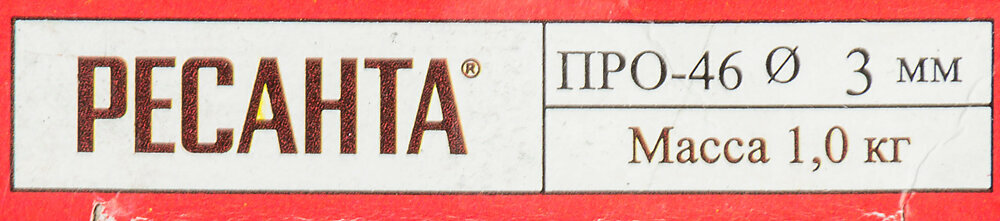 РЕСАНТА®
ПРО-46 Ø 3 мм
Масса 1,0 кг